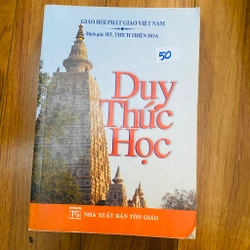 GIÁO HỘI PHẬT GIÁO VIỆT NAM
Dịch giả: HT. THÍCH THIỆN HOA
50
Duy
Thức
Học
TG
NHÀ XUẤT BẢN TÔN GIÁO